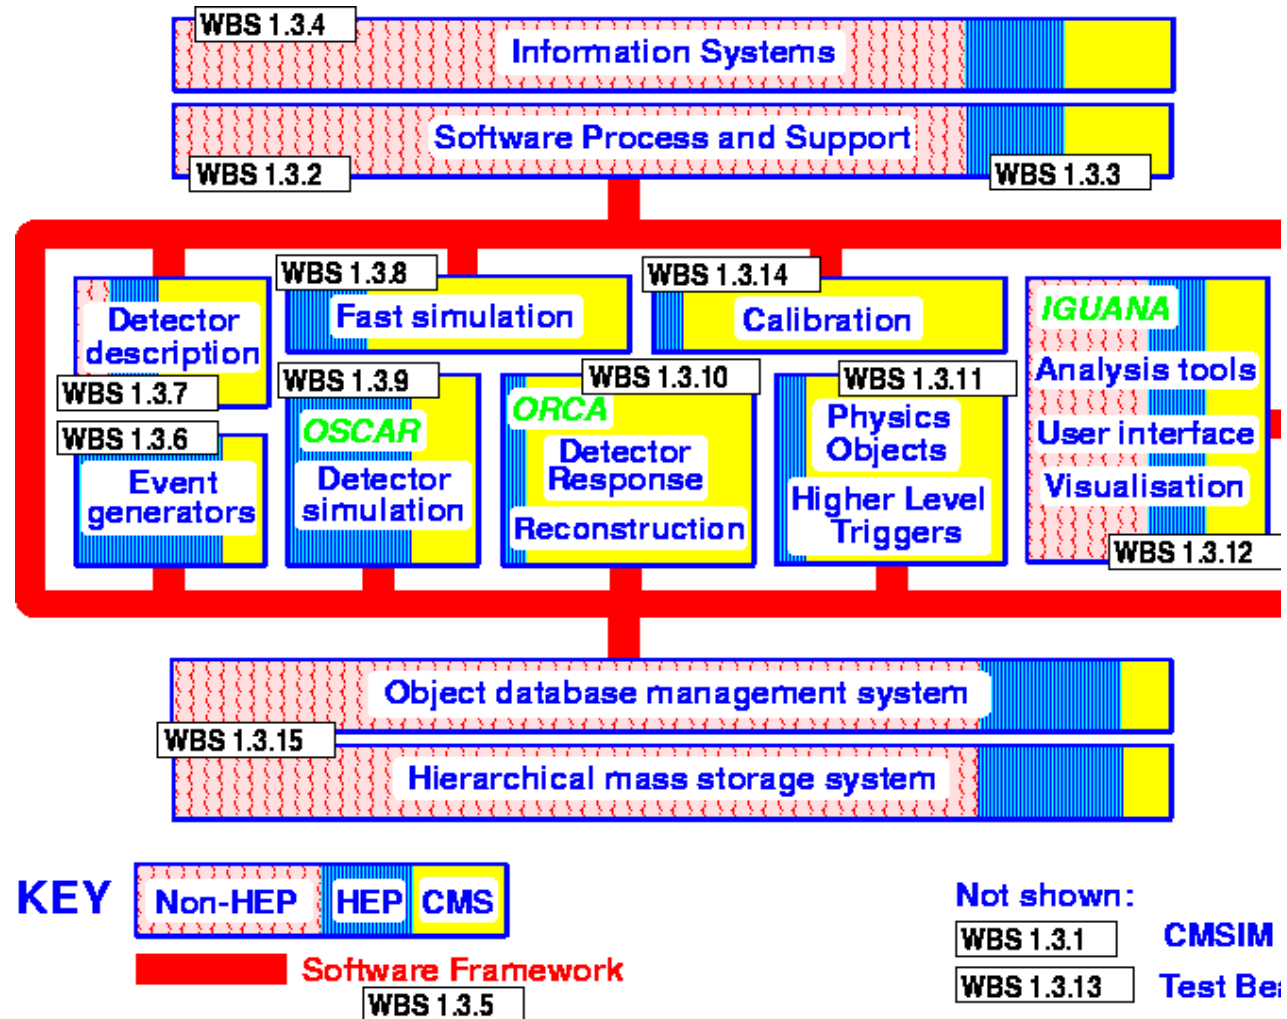 WBS 1.3.4
Information Systems
Software Process and Support
WBS 1.3.2
WBS 1.3.3
WBS 1.3.8
WBS 1.3.14
Detector
description
WBS 1.3.7
Fast simulation
Calibration
IGUANA
Analysis tools
User interface
Visualisation
WBS 1.3.12
WBS 1.3.6
Event
generators
WBS 1.3.9
OSCAR
Detector
simulation
WBS 1.3.10
ORCA
Detector
Response
Reconstruction
WBS 1.3.11
Physics
Objects
Higher Level
Triggers
Object database management system
WBS 1.3.15
Hierarchical mass storage system
KEY
Non-HEP
HEP
CMS
Software Framework
WBS 1.3.5
Not shown:
WBS 1.3.1
CMSIM
WBS 1.3.13
Test